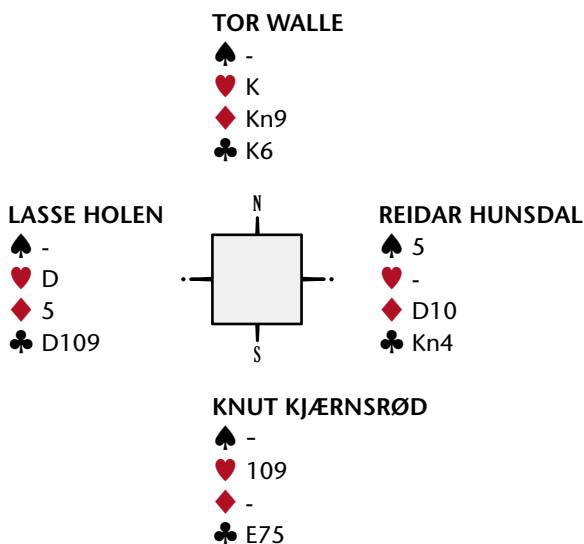 TOR WALLE
♠ -
♥ K
♦ Kn9
♣ K6
LASSE HOLEN
♠ -
♥ D
♦ 5
♣ D109
N
S
REIDAR HUNSDAL
♠ 5
♥ -
♦ D10
♣ Kn4
KNUT KJÆRNSRØD
♠ –
♥ 109
♦ -
♣ E75